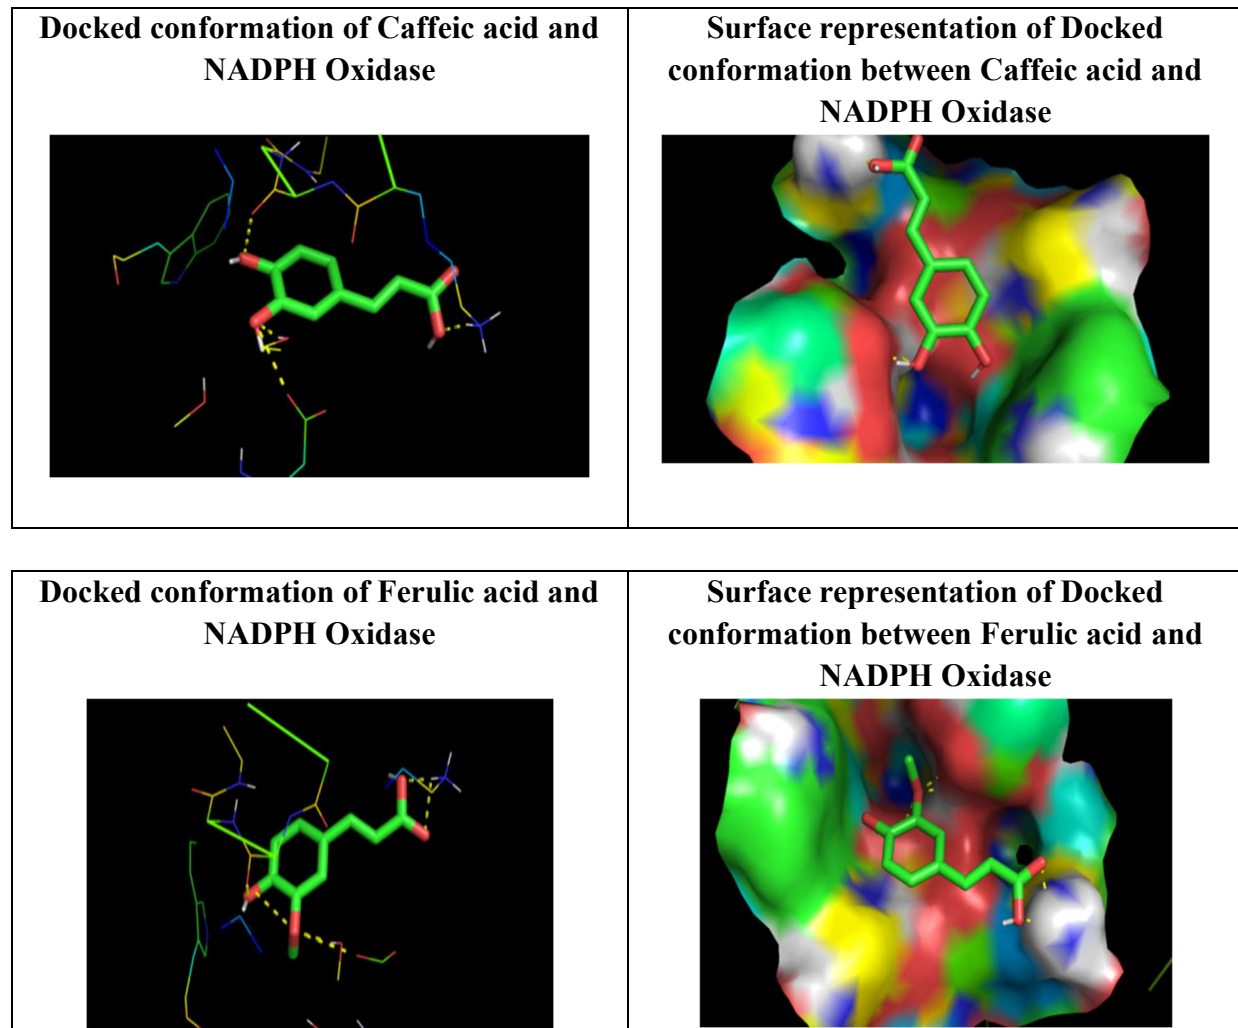 Docked conformation of Caffeic acid and
NADPH Oxidase
Surface representation of Docked
conformation between Caffeic acid and
NADPH Oxidase
Docked conformation of Ferulic acid and
NADPH Oxidase
Surface representation of Docked
conformation between Ferulic acid and
NADPH Oxidase